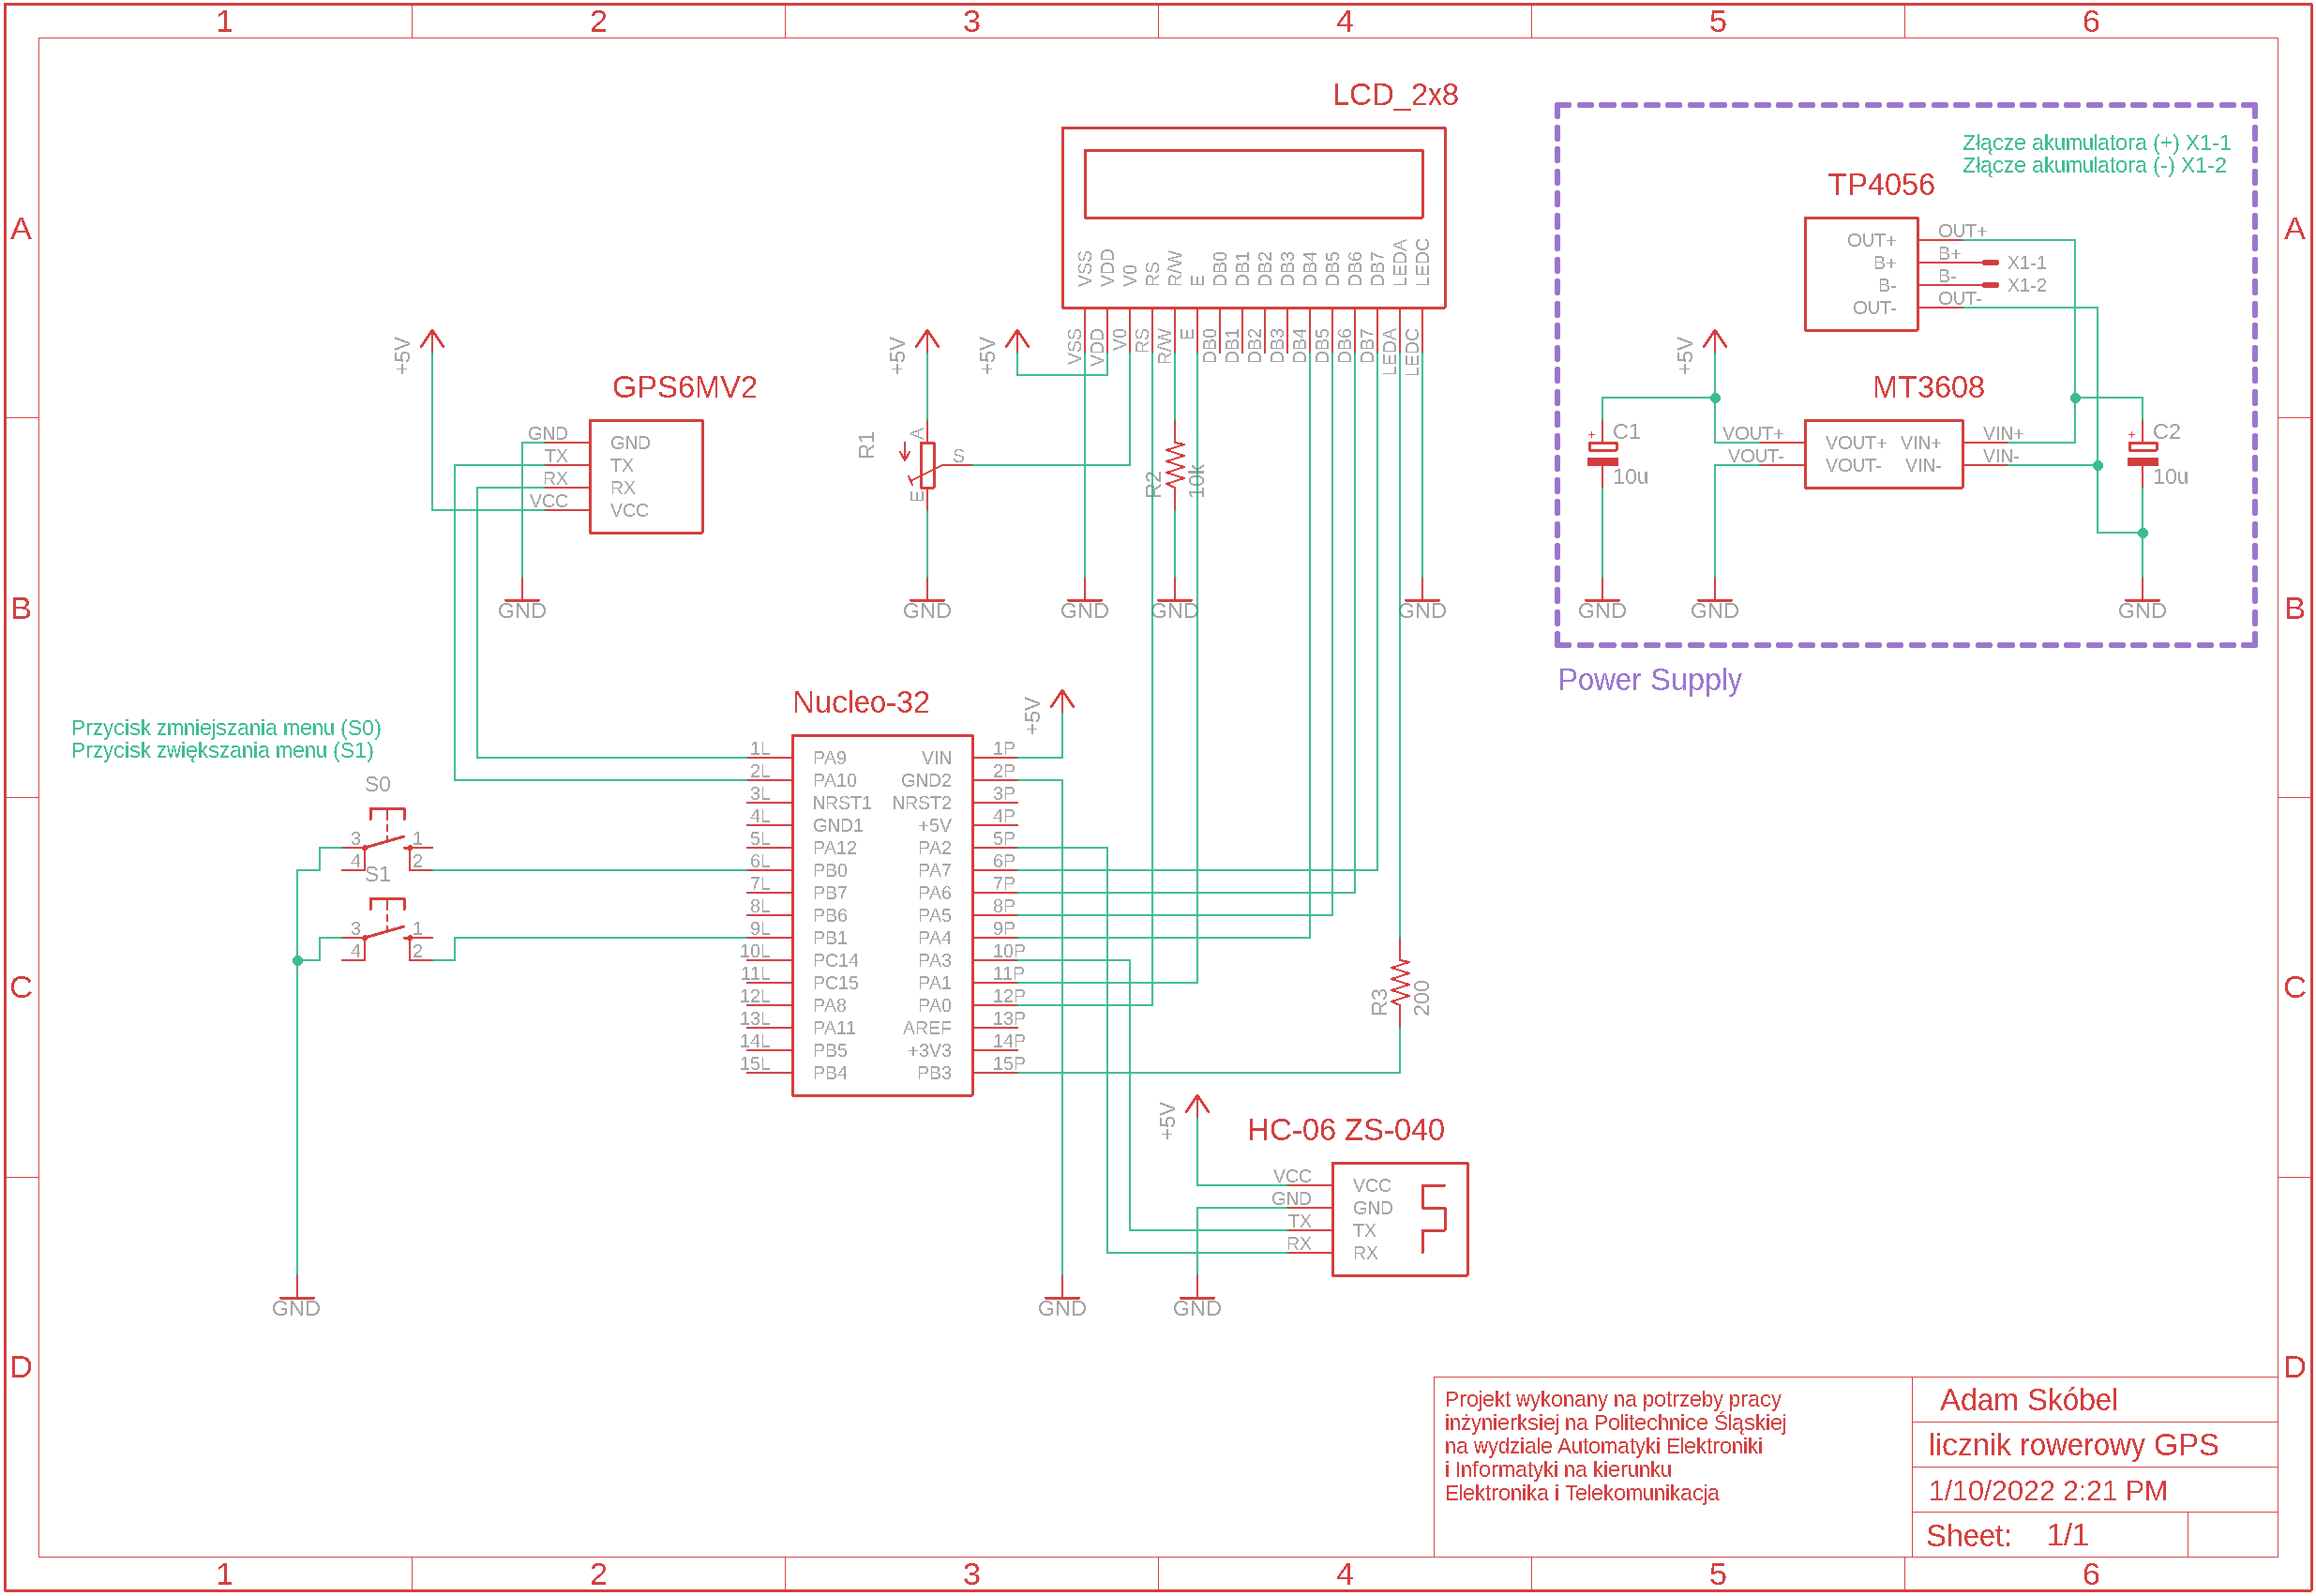 1 2 3 4 5 6
A
B
C
D
A
B
C
D
1 2 3 4 5 6
LCD_2x8
VSS VDD V0 RS R/W E DB0 DB1 DB2 DB3 DB4 DB5 DB6 DB7 LEDA LEDC
VSS VDD V0 RS R/W E DB0 DB1 DB2 DB3 DB4 DB5 DB6 DB7 LEDA LEDC
+5V
GPS6MV2
GND GND
TX TX
RX RX
VCC VCC
GND
+5V
R1
A
S
E
GND
+5V
GND
R2
10k
GND
GND
Złącze akumulatora (+) X1-1
Złącze akumulatora (-) X1-2
TP4056
OUT+ OUT+
B+ B+ X1-1
B- B- X1-2
OUT- OUT-
+5V
MT3608
VOUT+ VOUT+ VIN+ VIN+
VOUT- VOUT- VIN- VIN-
+
C1
10u
+
C2
10u
GND
GND
GND
Power Supply
Przycisk zmniejszania menu (S0)
Przycisk zwiększania menu (S1)
S0
3 1
4 2
S1
3 1
4 2
GND
Nucleo-32
+5V
1L PA9 VIN 1P
2L PA10 GND2 2P
3L NRST1 NRST2 3P
4L GND1 +5V 4P
5L PA12 PA2 5P
6L PB0 PA7 6P
7L PB7 PA6 7P
8L PB6 PA5 8P
9L PB1 PA4 9P
10L PC14 PA3 10P
11L PC15 PA1 11P
12L PA8 PA0 12P
13L PA11 AREF 13P
14L PB5 +3V3 14P
15L PB4 PB3 15P
R3
200
GND
+5V
HC-06 ZS-040
VCC VCC
GND GND
TX TX
RX RX
GND
Projekt wykonany na potrzeby pracy
inżynierksiej na Politechnice Śląskiej
na wydziale Automatyki Elektroniki
i Informatyki na kierunku
Elektronika i Telekomunikacja
Adam Skóbel
licznik rowerowy GPS
1/10/2022 2:21 PM
Sheet: 1/1